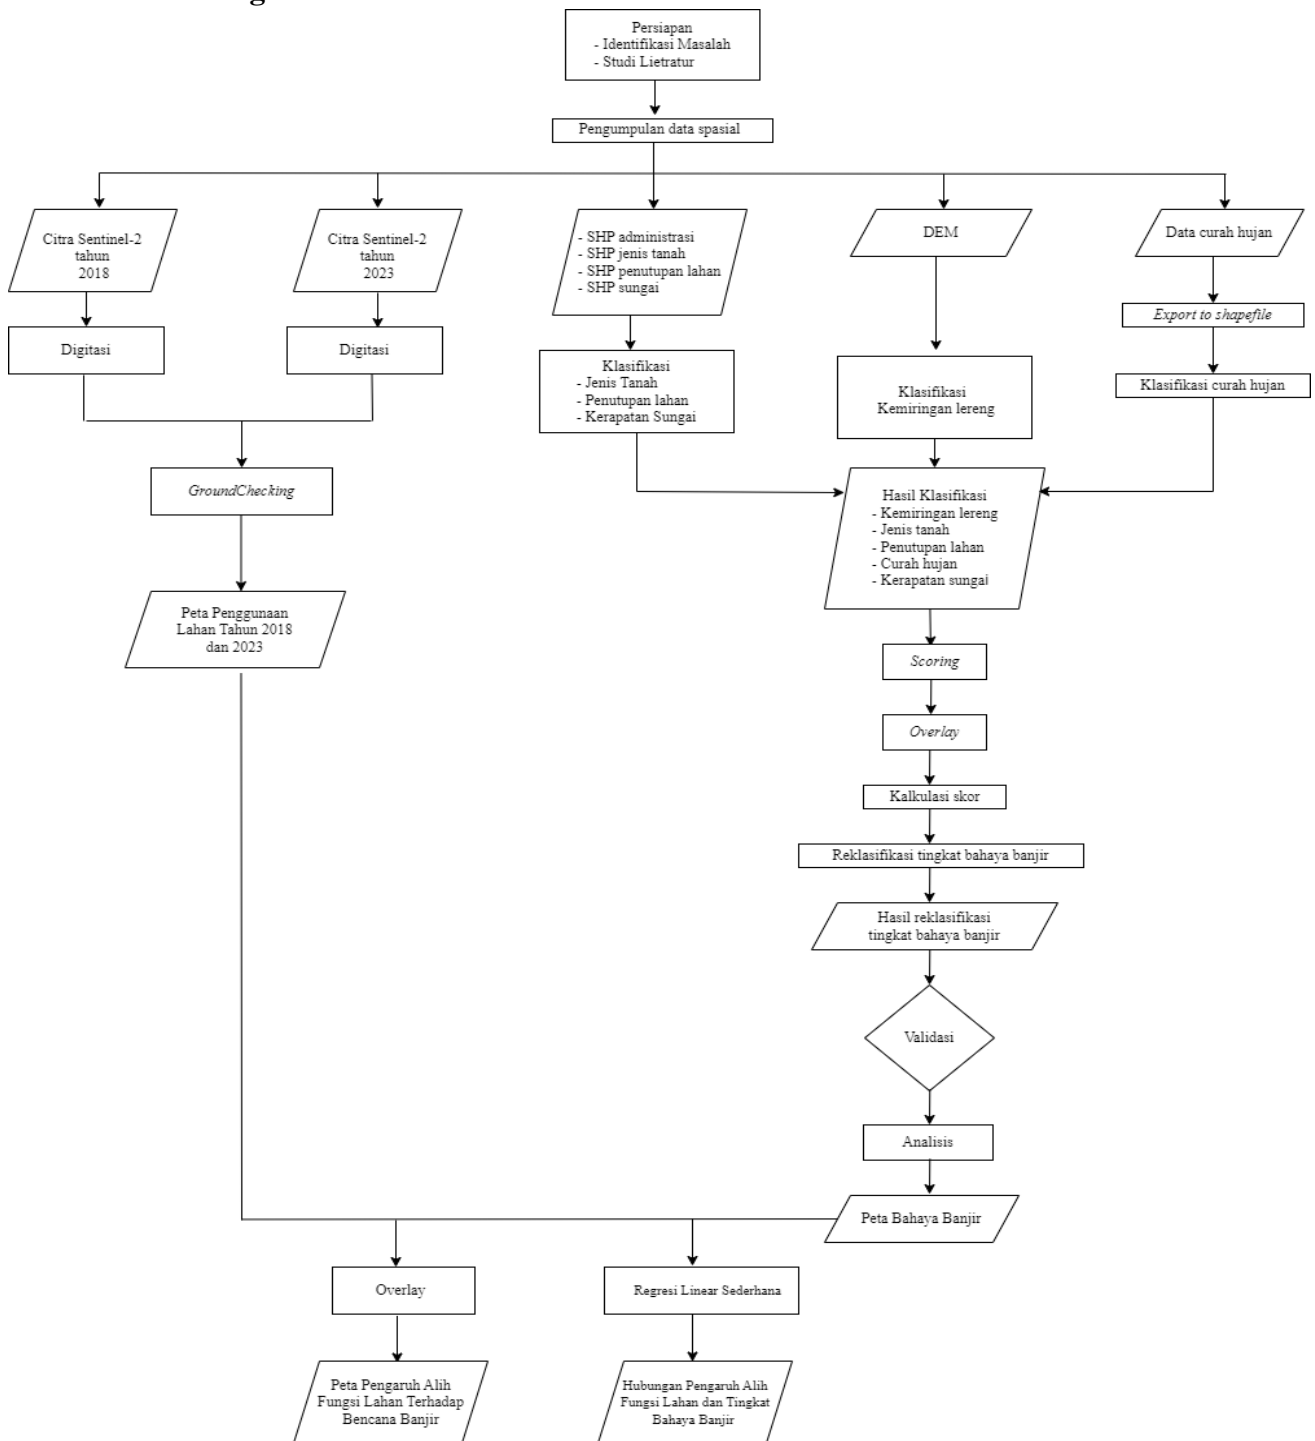 Persiapan
- Identifikasi Masalah
- Studi Lietratur
Pengumpulan data spasial
Citra Sentinel-2
tahun
2018
Citra Sentinel-2
tahun
2023
- SHP administrasi
- SHP jenis tanah
- SHP penutupan lahan
- SHP sungai
DEM
Data curah hujan
Digitasi
Digitasi
Klasifikasi
- Jenis Tanah
- Penutupan lahan
- Kerapatan Sungai
Klasifikasi
Kemiringan lereng
Export to shapefile
Klasifikasi curah hujan
GroundChecking
Hasil Klasifikasi
- Kemiringan lereng
- Jenis tanah
- Penutupan lahan
- Curah hujan
- Kerapatan sungai
Peta Penggunaan
Lahan Tahun 2018
dan 2023
Scoring
Overlay
Kalkulasi skor
Reklasifikasi tingkat bahaya banjir
Hasil reklasifikasi
tingkat bahaya banjir
Validasi
Analisis
Peta Bahaya Banjir
Overlay
Regresi Linear Sederhana
Peta Pengaruh Alih
Fungsi Lahan Terhadap
Bencana Banjir
Hubungan Pengaruh Alih
Fungsi Lahan dan Tingkat
Bahaya Banjir